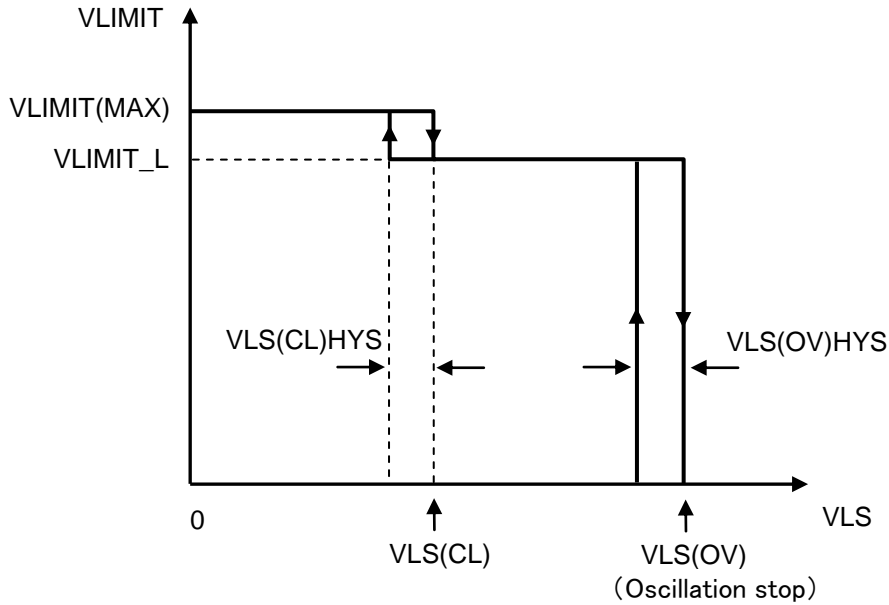 VLIMIT
VLIMIT(MAX)
VLIMIT_L
VLS(CL)HYS
VLS(OV)HYS
0
VLS
VLS(CL)
VLS(OV)
（Oscillation stop）